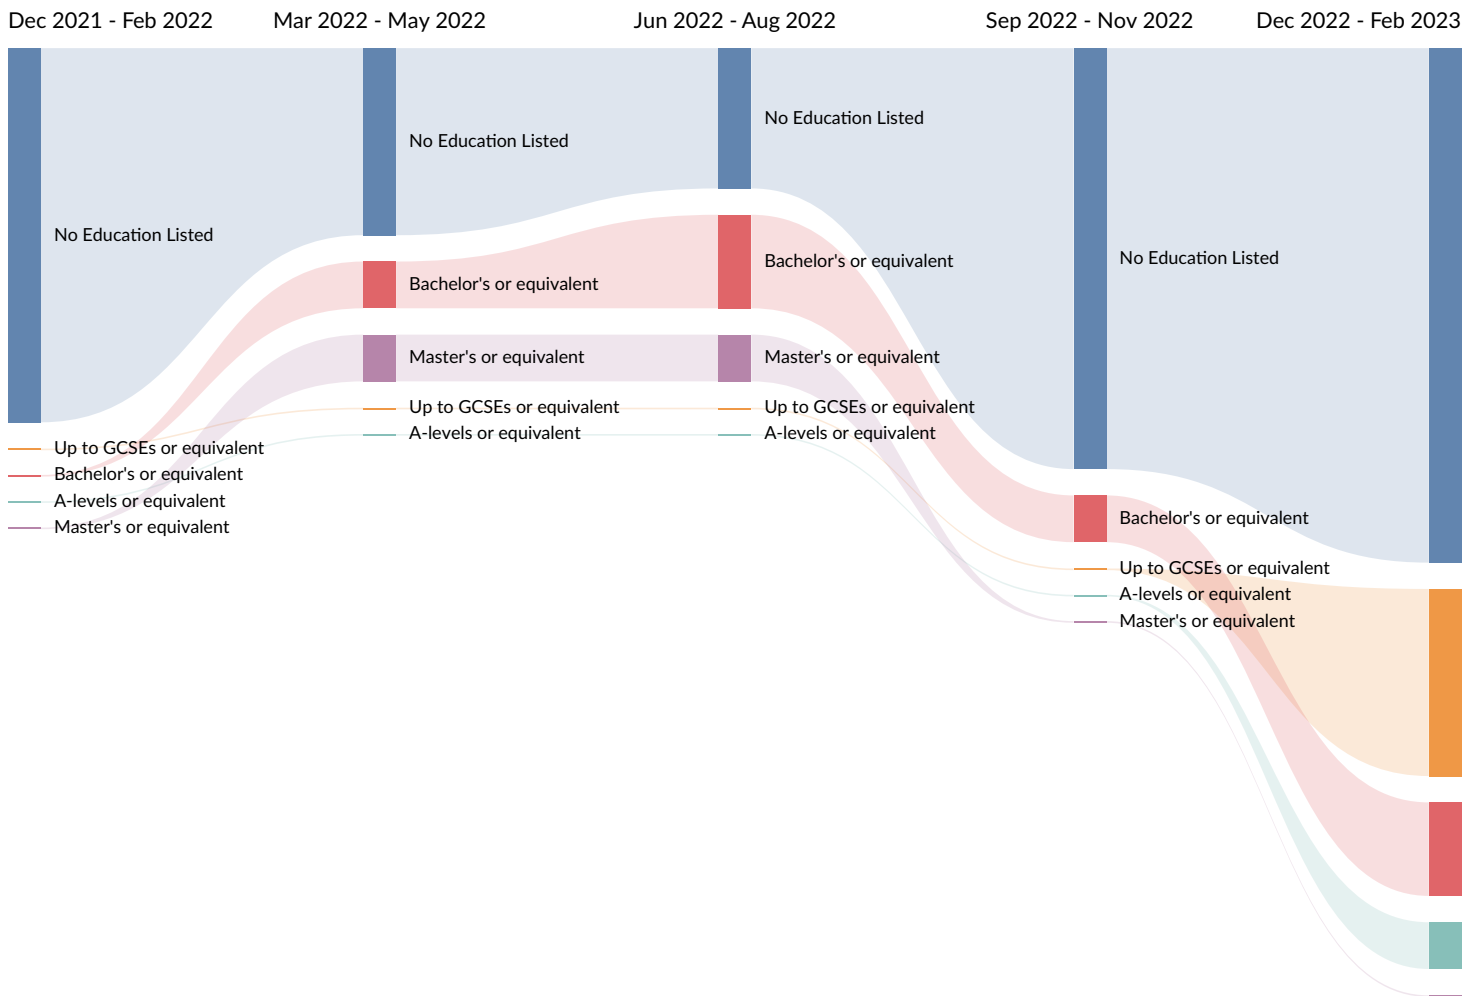 Dec 2021 - Feb 2022
Mar 2022 - May 2022
Jun 2022 - Aug 2022
Sep 2022 - Nov 2022
Dec 2022 - Feb 2023
No Education Listed
Up to GCSEs or equivalent
Bachelor's or equivalent
A-levels or equivalent
Master's or equivalent
No Education Listed
Bachelor's or equivalent
Master's or equivalent
Up to GCSEs or equivalent
A-levels or equivalent
No Education Listed
Bachelor's or equivalent
Master's or equivalent
Up to GCSEs or equivalent
A-levels or equivalent
No Education Listed
Bachelor's or equivalent
Up to GCSEs or equivalent
A-levels or equivalent
Master's or equivalent